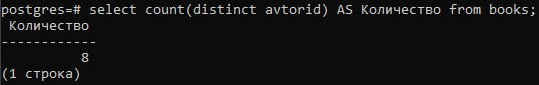 postgres=# select count(distinct avtorid) AS Количество from books;
Количество
------------
8
(1 строка)